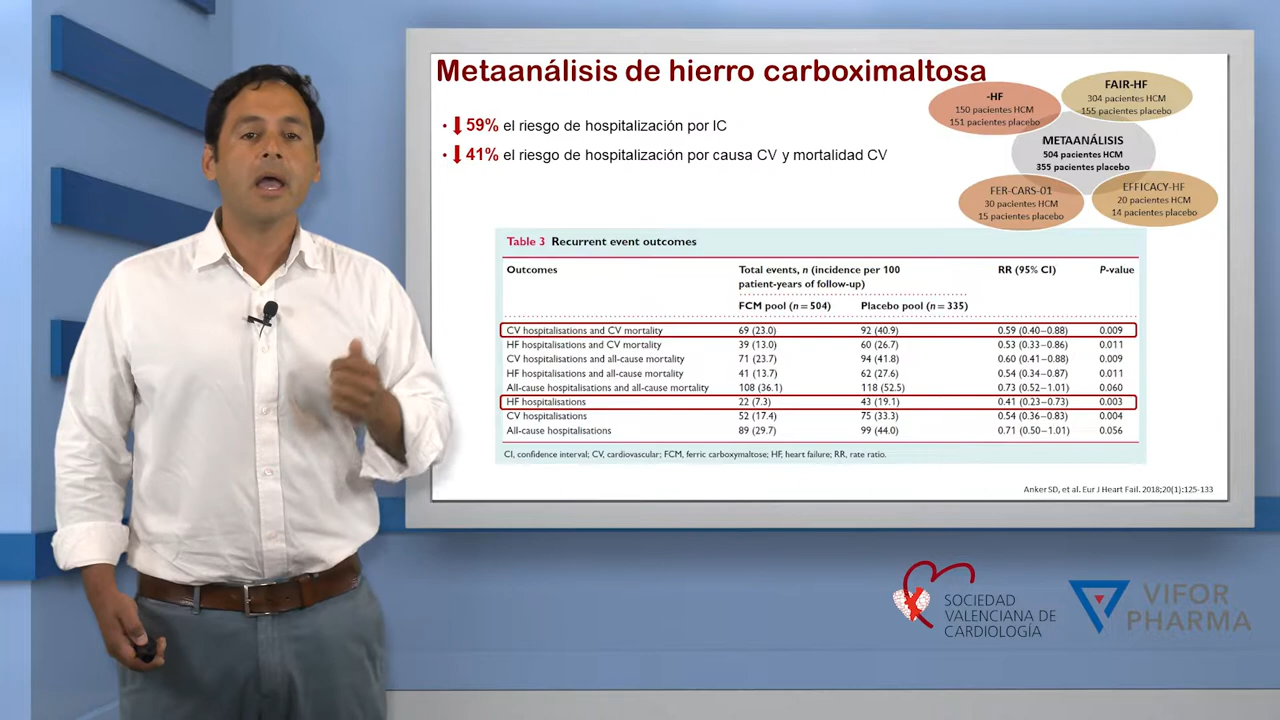 Metaanálisis de hierro carboximaltosa
• 59% el riesgo de hospitalización por IC
• 41% el riesgo de hospitalización por causa CV y mortalidad CV
-HF
150 pacientes HCM
151 pacientes placebo
FAIR-HF
304 pacientes HCM
155 pacientes placebo
METAANÁLISIS
504 pacientes HCM
355 pacientes placebo
FER-CARS-01
30 pacientes HCM
15 pacientes placebo
EFFICACY-HF
20 pacientes HCM
14 pacientes placebo
Table 3 Recurrent event outcomes
Outcomes Total events, n (incidence per 100 RR (95% CI) P-value
patient-years of follow-up)
FCM pool (n = 504) Placebo pool (n = 335)
CV hospitalisations and CV mortality 69 (23.0) 92 (40.9) 0.59 (0.40–0.88) 0.009
HF hospitalisations and CV mortality 39 (13.0) 60 (26.7) 0.53 (0.33–0.86) 0.011
CV hospitalisations and all-cause mortality 71 (23.7) 94 (41.8) 0.60 (0.41–0.88) 0.009
HF hospitalisations and all-cause mortality 41 (13.7) 62 (27.6) 0.54 (0.34–0.87) 0.011
All-cause hospitalisations and all-cause mortality 108 (36.1) 118 (52.5) 0.73 (0.52–1.01) 0.060
HF hospitalisations 22 (7.3) 43 (19.1) 0.41 (0.23–0.73) 0.003
CV hospitalisations 52 (17.4) 75 (33.3) 0.54 (0.36–0.83) 0.004
All-cause hospitalisations 89 (29.7) 99 (44.0) 0.71 (0.50–1.01) 0.056
CI, confidence interval; CV, cardiovascular; FCM, ferric carboxymaltose; HF, heart failure; RR, rate ratio.
Anker SD, et al. Eur J Heart Fail. 2018;20(1):125-133
SOCIEDAD
VALENCIANA DE
CARDIOLOGÍA
VIFOR
PHARMA